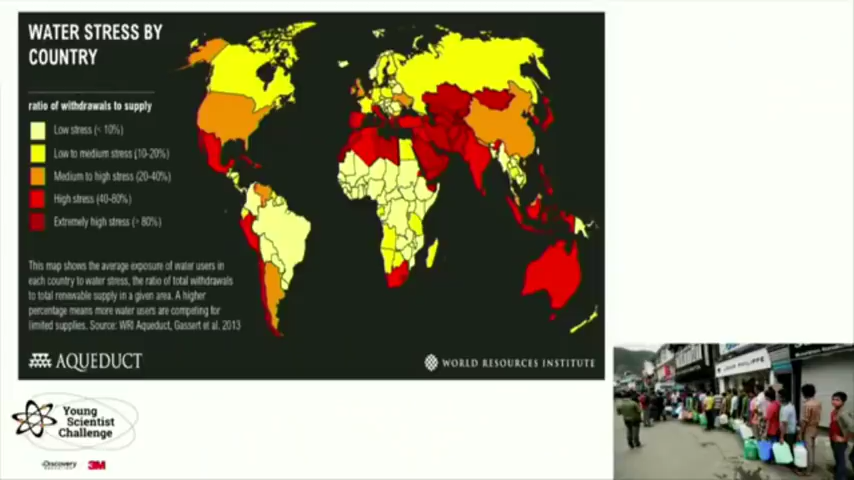 WATER STRESS BY
COUNTRY
ratio of withdrawals to supply
Low stress (< 10%)
Low to medium stress (10-20%)
Medium to high stress (20-40%)
High stress (40-80%)
Extremely high stress (> 80%)
This map shows the average exposure of water users in
each country to water stress, the ratio of total withdrawals
to total renewable supply in a given area. A higher
percentage means more water users are competing for
limited supplies. Source: WRI Aqueduct, Gassert et al. 2013
AQUEDUCT
WORLD RESOURCES INSTITUTE
Young
Scientist
Challenge
Discovery
3M
LOUIS PHILIPPE